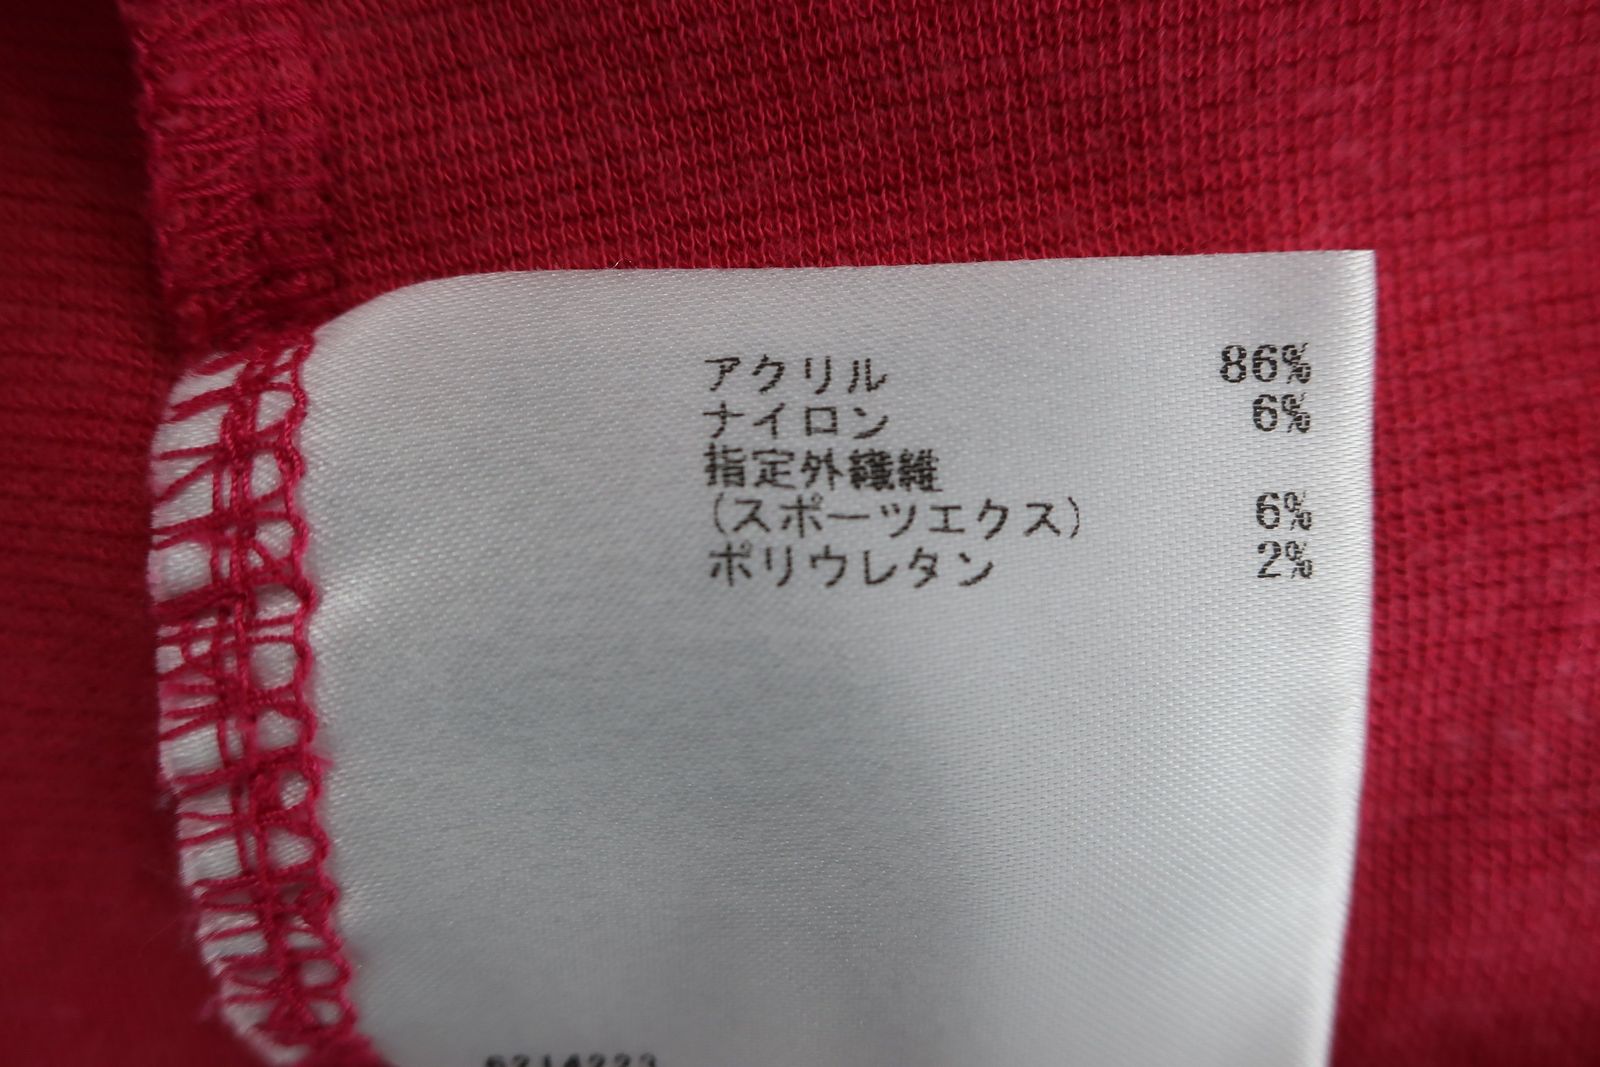 アクリル 86%
ナイロン 6%
指定外繊維
(スポーツエクス) 6%
ポリウレタン 2%